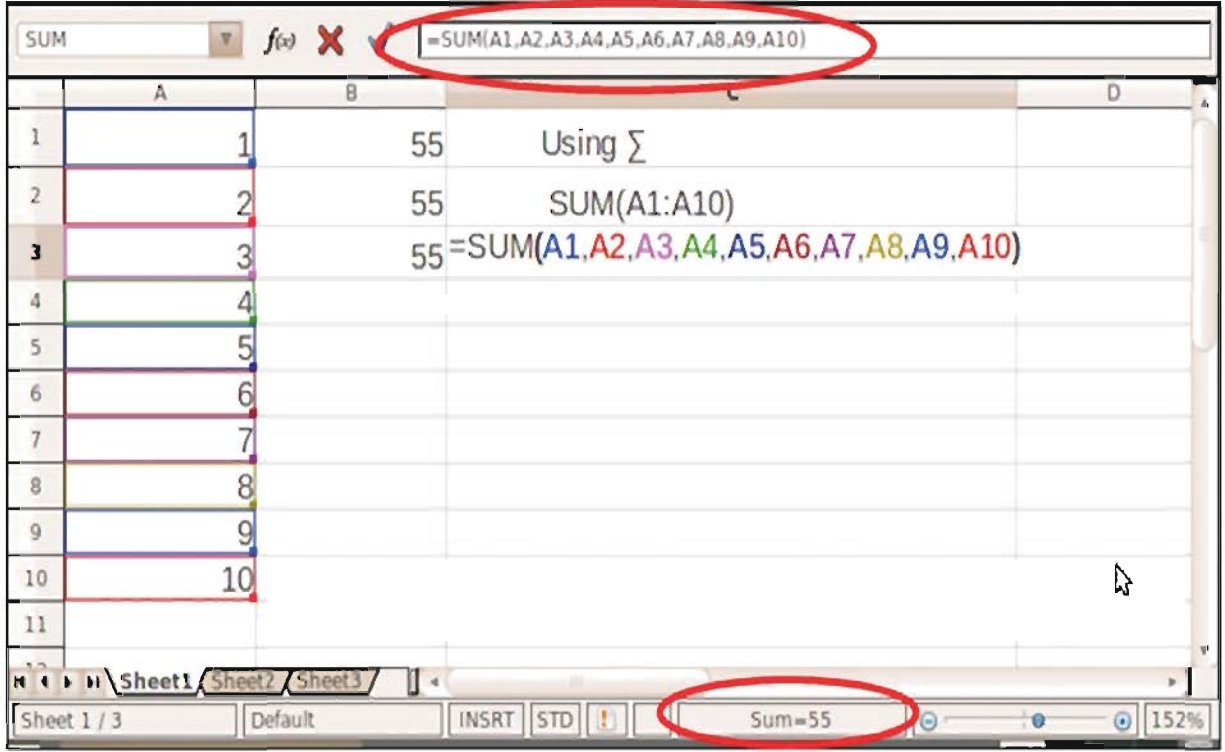 SUM f(x) =SUM(A1,A2,A3,A4,A5,A6,A7,A8,A9,A10)
A B C D
1 1 55 Using ∑
2 2 55 SUM(A1:A10)
3 3 55 =SUM(A1,A2,A3,A4,A5,A6,A7,A8,A9,A10)
4 4
5 5
6 6
7 7
8 8
9 9
10 10
11
Sheet1 Sheet2 Sheet3
Sheet 1 / 3 Default INSRT STD ! Sum=55 152%